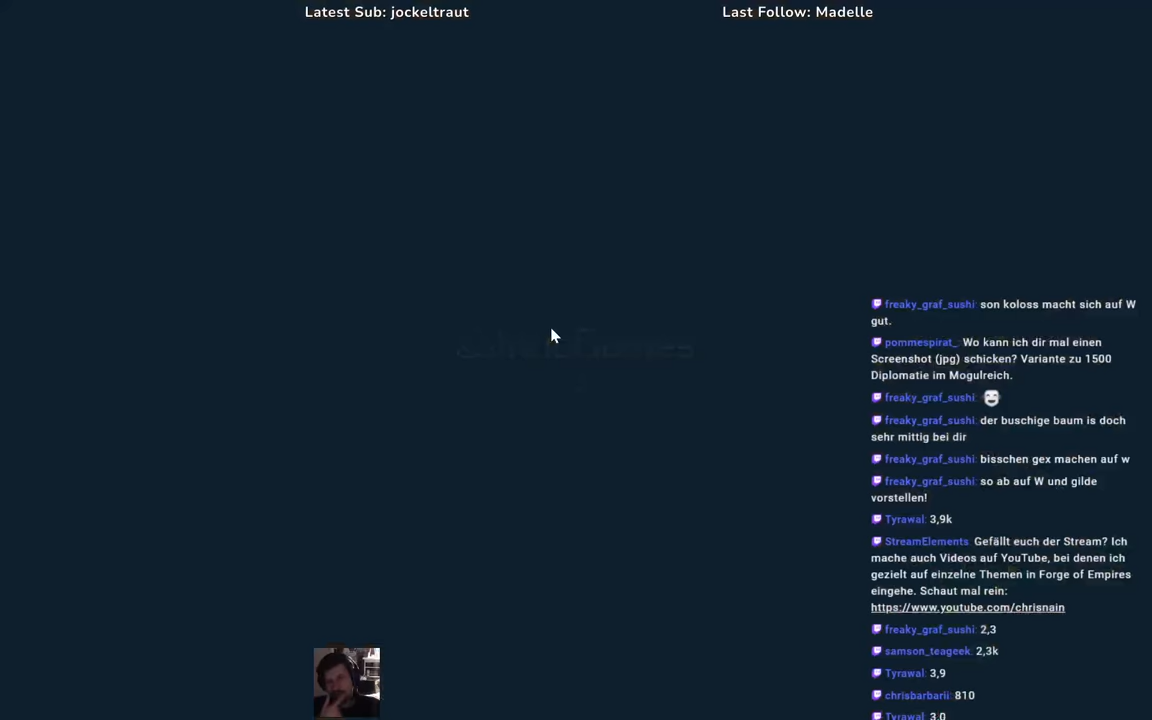 Latest Sub: jockeltraut
Last Follow: Madelle
freaky_graf_sushi: son koloss macht sich auf W
gut.
pommespirat_: Wo kann ich dir mal einen
Screenshot (jpg) schicken? Variante zu 1500
Diplomatie im Mogulreich.
freaky_graf_sushi:
freaky_graf_sushi: der buschige baum is doch
sehr mittig bei dir
freaky_graf_sushi: bisschen gex machen auf w
freaky_graf_sushi: so ab auf W und gilde
vorstellen!
Tyrawal: 3,9k
StreamElements: Gefällt euch der Stream? Ich
mache auch Videos auf YouTube, bei denen ich
gezielt auf einzelne Themen in Forge of Empires
eingehe. Schaut mal rein:
https://www.youtube.com/chrisnain
freaky_graf_sushi: 2,3
samson_teageek: 2,3k
Tyrawal: 3,9
chrisbarbarii: 810
Tyrawal: 3.0